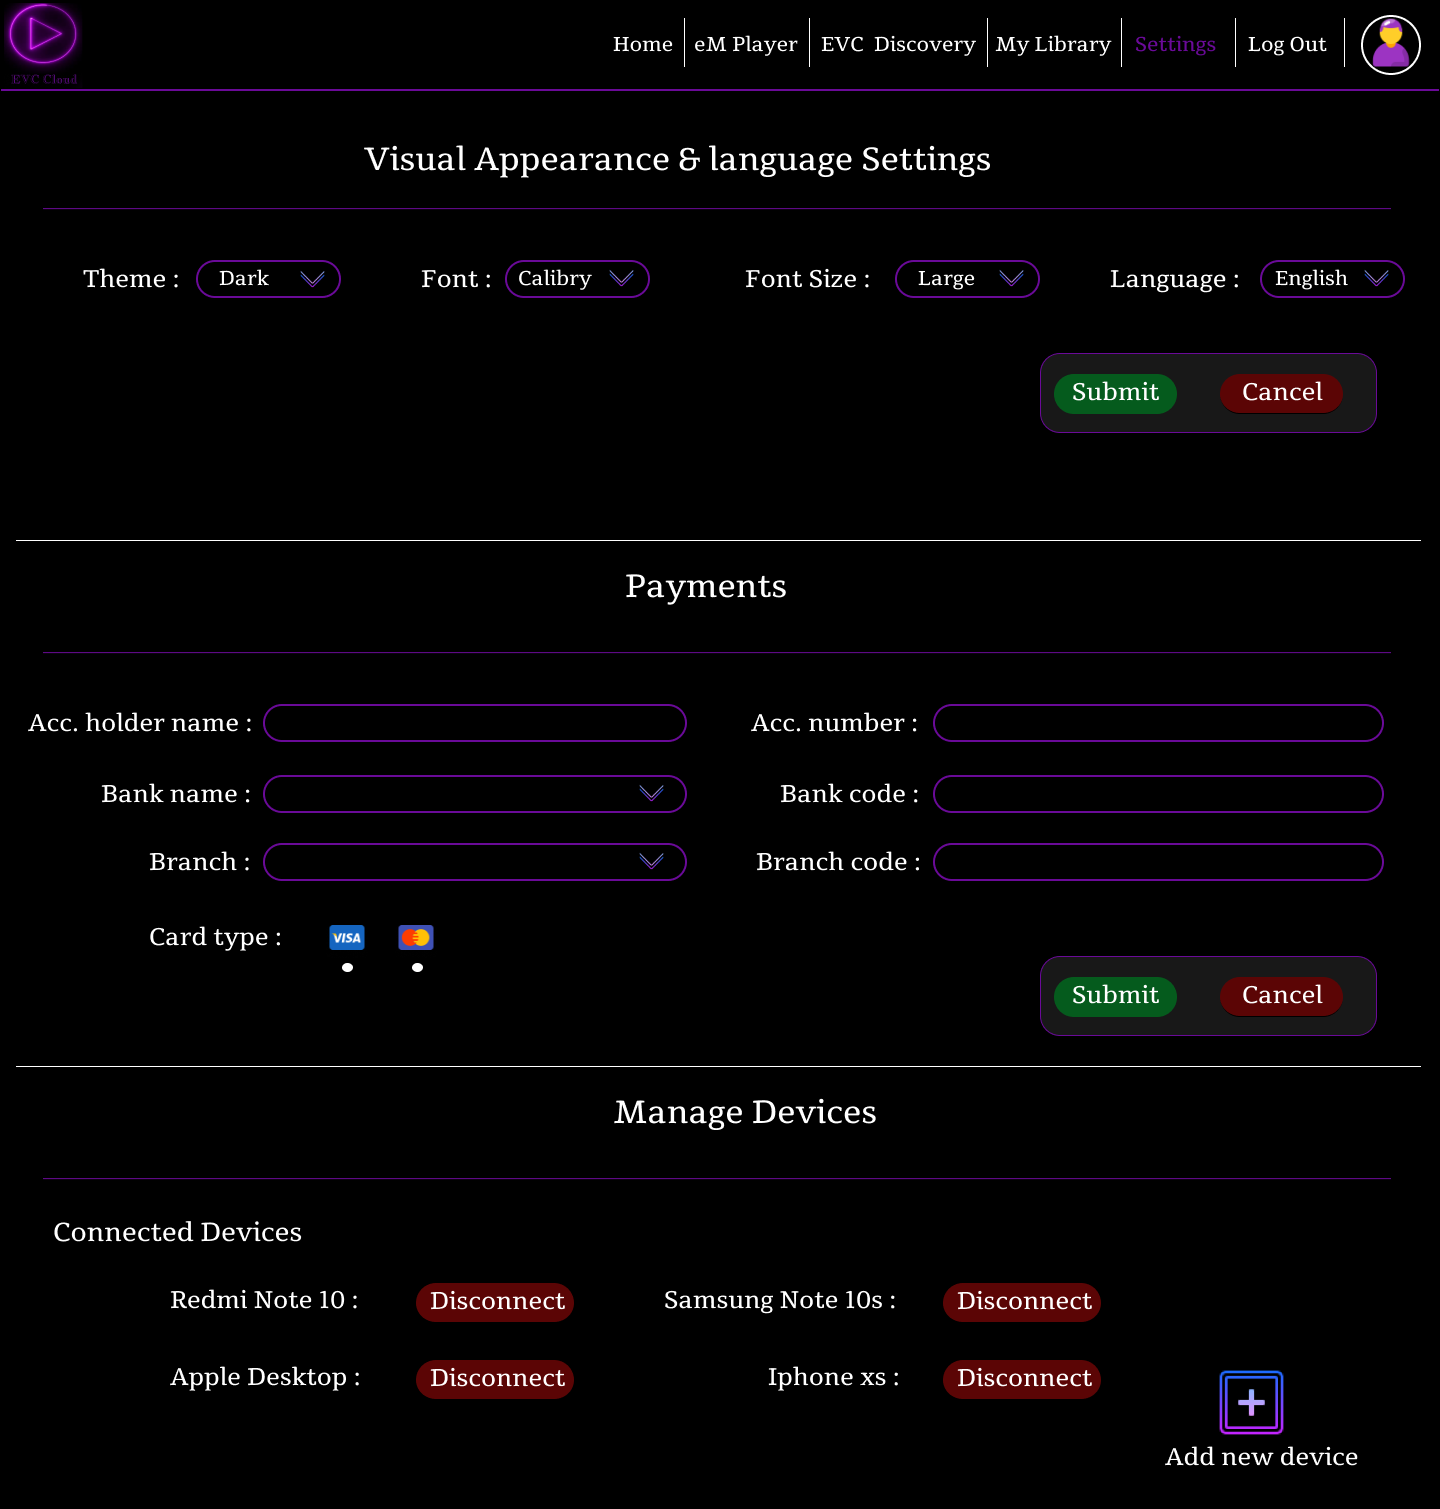 Home eM Player EVC Discovery My Library Settings Log Out
EVC Cloud
Visual Appearance & language Settings
Theme : Dark Font : Calibry Font Size : Large Language : English
Submit Cancel
Payments
Acc. holder name : Acc. number :
Bank name : Bank code :
Branch : Branch code :
Card type : VISA
Submit Cancel
Manage Devices
Connected Devices
Redmi Note 10 : Disconnect Samsung Note 10s : Disconnect
Apple Desktop : Disconnect Iphone xs : Disconnect
Add new device